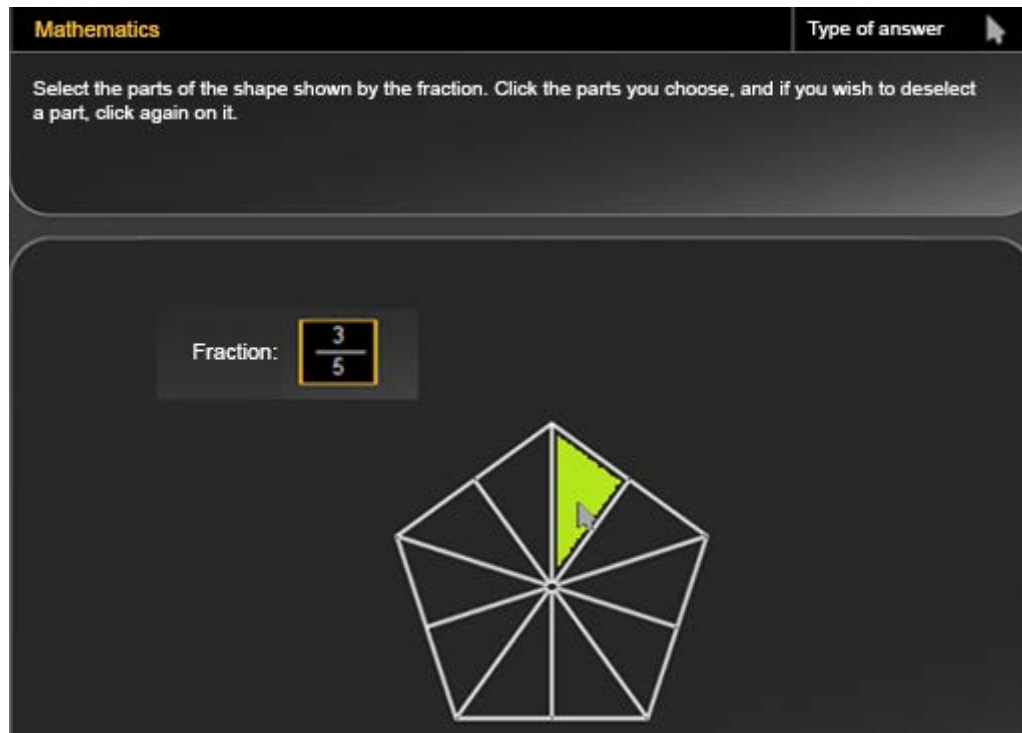 Mathematics
Type of answer
Select the parts of the shape shown by the fraction. Click the parts you choose, and if you wish to deselect
a part, click again on it.
Fraction:
3
5